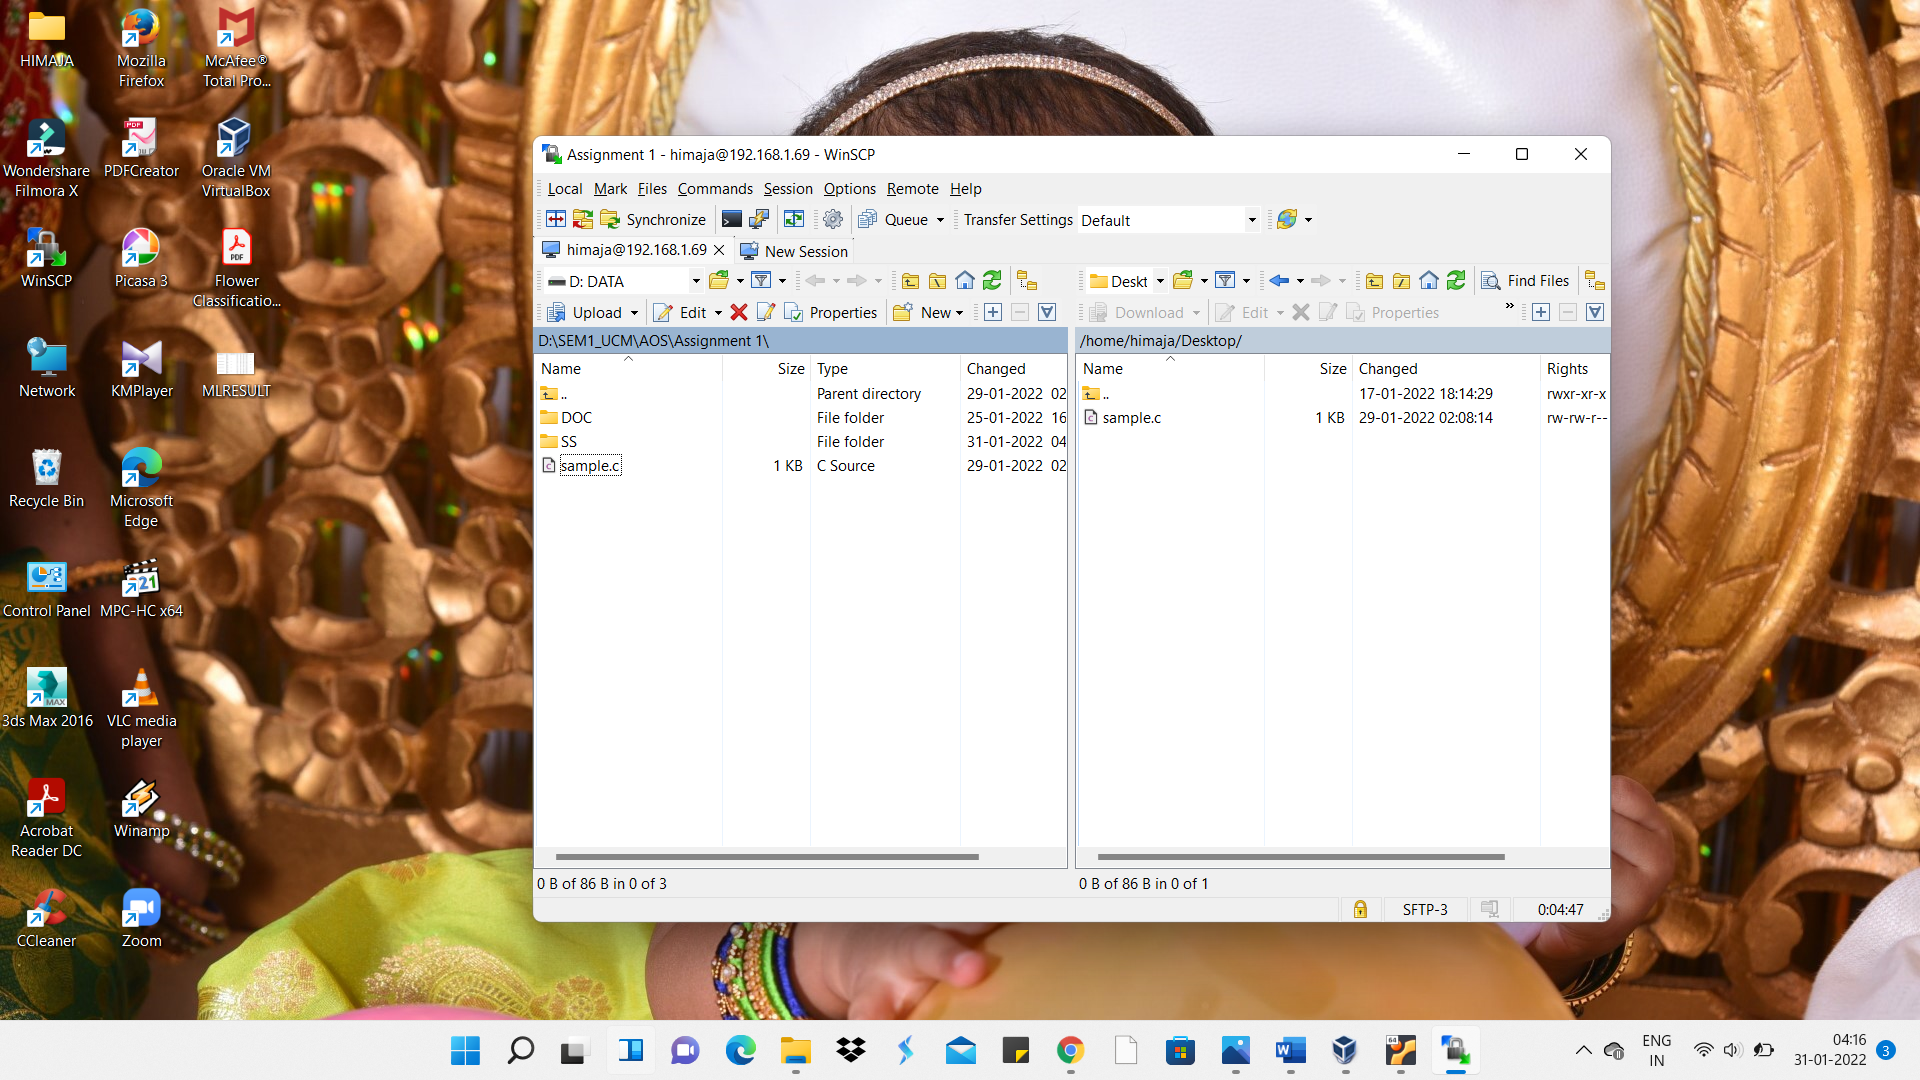 HIMAJA
Mozilla
Firefox
McAfee®
Total Pro...
Wondershare
Filmora X
PDFCreator
Oracle VM
VirtualBox
WinSCP
Picasa 3
Flower
Classificatio...
Network
KMPlayer
MLRESULT
Recycle Bin
Microsoft
Edge
Control Panel
MPC-HC x64
3ds Max 2016
VLC media
player
Acrobat
Reader DC
Winamp
CCleaner
Zoom
Assignment 1 - himaja@192.168.1.69 - WinSCP
Local Mark Files Commands Session Options Remote Help
Synchronize Queue Transfer Settings Default
himaja@192.168.1.69 New Session
D: DATA
Upload Edit Properties New
D:\SEM1_UCM\AOS\Assignment 1\
Name Size Type Changed
.. Parent directory 29-01-2022 02
DOC File folder 25-01-2022 16
SS File folder 31-01-2022 04
sample.c 1 KB C Source 29-01-2022 02
0 B of 86 B in 0 of 3
Deskt Find Files
Download Edit Properties »
/home/himaja/Desktop/
Name Size Changed Rights
.. 17-01-2022 18:14:29 rwxr-xr-x
sample.c 1 KB 29-01-2022 02:08:14 rw-rw-r--
0 B of 86 B in 0 of 1
SFTP-3 0:04:47
ENG
IN
04:16
31-01-2022
3